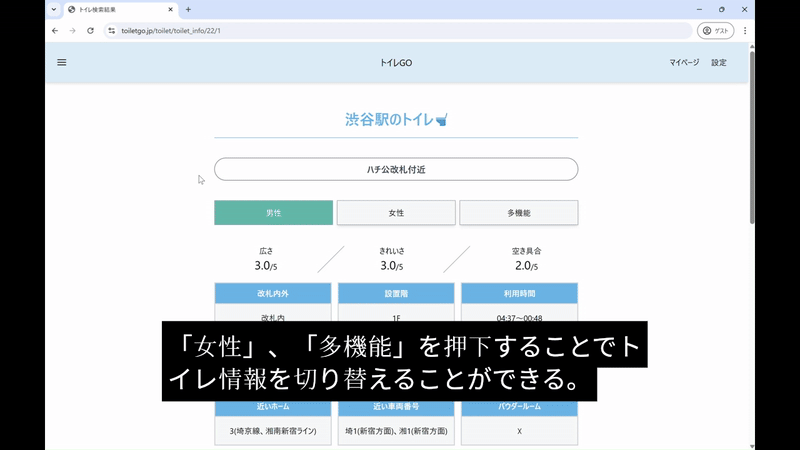 トイレ検索結果
toiletgo.jp/toilet/toilet_info/22/1
ゲスト
トイレGO
マイページ 設定
渋谷駅のトイレ
ハチ公改札付近
男性 女性 多機能
広さ きれいさ 空き具合
3.0/5 3.0/5 2.0/5
改札内外 設置階 利用時間
改札内 1F 04:37〜00:48
「女性」、「多機能」を押下することでト
イレ情報を切り替えることができる。
近いホーム 近い車両番号 パウダールーム
3(埼京線、湘南新宿ライン) 埼1(新宿方面)、湘1(新宿方面) X